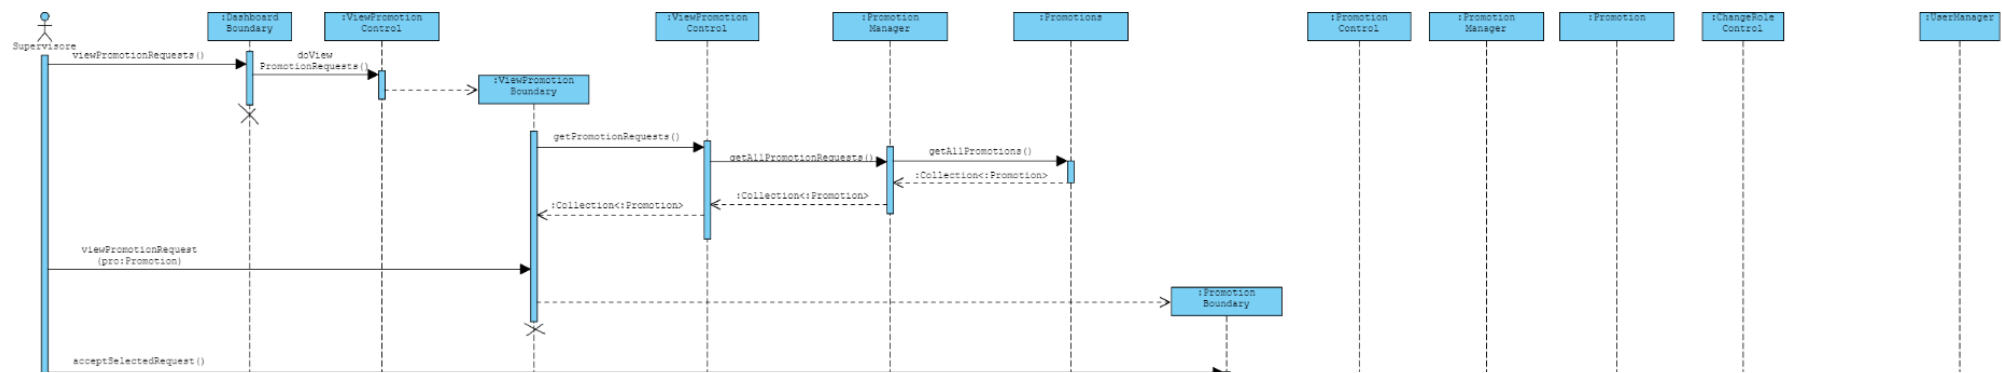 :Dashboard
Boundary
:ViewPromotion
Control
:ViewPromotion
Control
:Promotion
Manager
:Promotions
:Promotion
Control
:Promotion
Manager
:Promotion
:ChangeRole
Control
:UserManager
Supervisore
viewPromotionRequests()
doView
PromotionRequests()
:ViewPromotion
Boundary
getPromotionRequests()
getAllPromotionRequests()
getAllPromotions()
:Collection<:Promotion>
:Collection<:Promotion>
:Collection<:Promotion>
viewPromotionRequest
(pro:Promotion)
:Promotion
Boundary
acceptSelectedRequest()